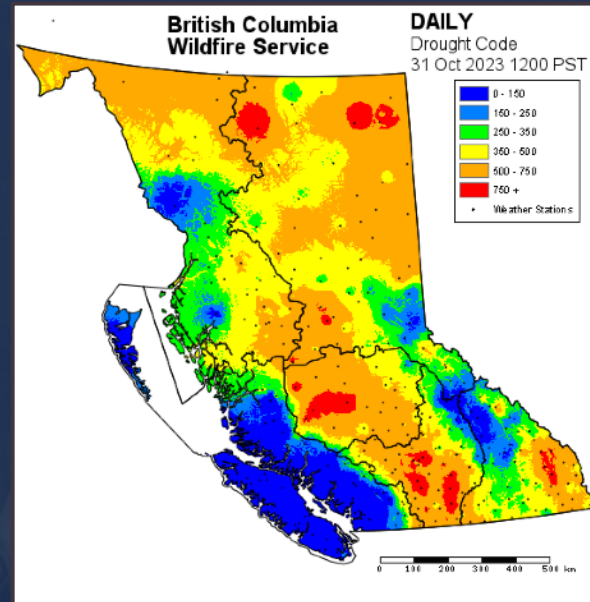 British Columbia
Wildfire Service
DAILY
Drought Code
31 Oct 2023 1200 PST
0 - 150
150 - 250
250 - 350
350 - 500
500 - 750
750 +
Weather Stations
0 100 200 300 400 500 km